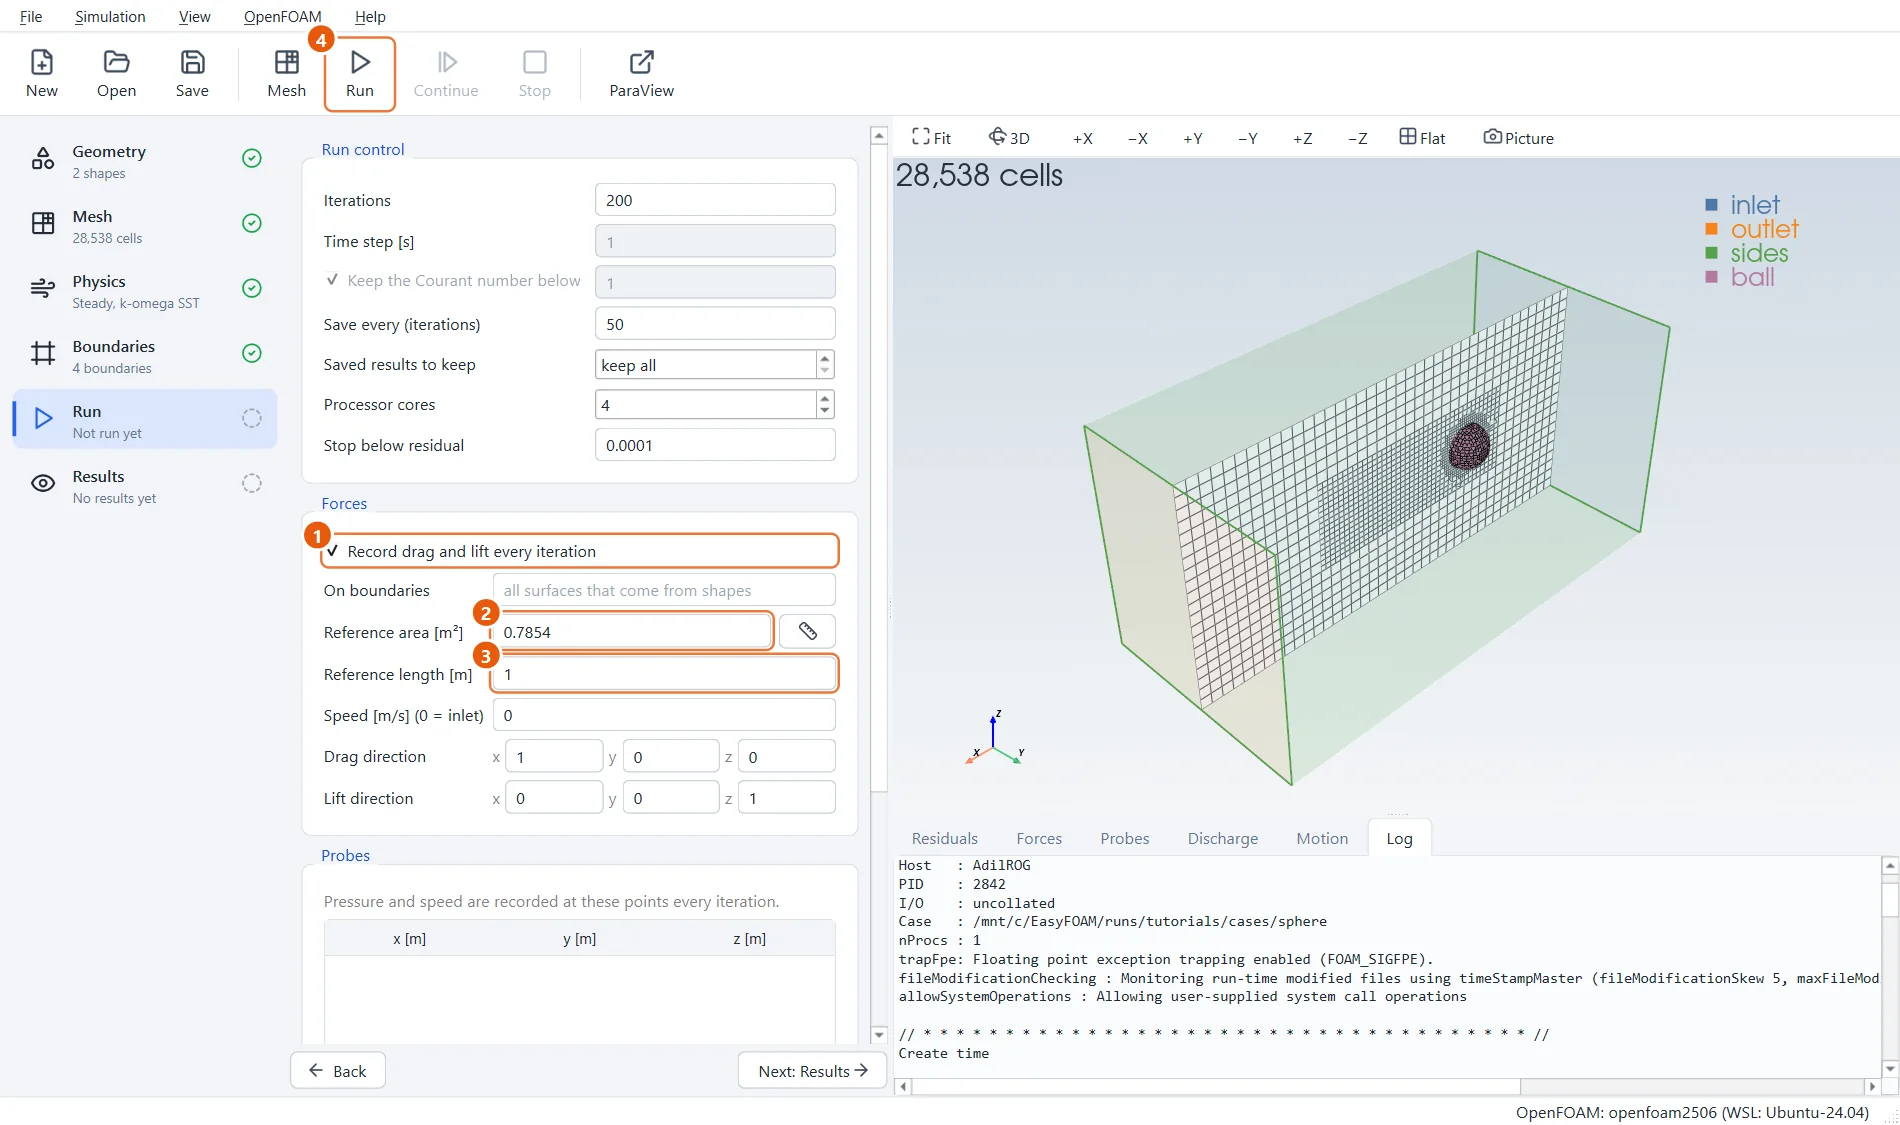 File Simulation View OpenFOAM Help
4
New Open Save Mesh Run Continue Stop ParaView
Geometry
2 shapes
Mesh
28,538 cells
Physics
Steady, k-omega SST
Boundaries
4 boundaries
Run
Not run yet
Results
No results yet
Run control
Iterations 200
Time step [s] 1
Keep the Courant number below 1
Save every (iterations) 50
Saved results to keep keep all
Processor cores 4
Stop below residual 0.0001
Forces
1
Record drag and lift every iteration
On boundaries all surfaces that come from shapes
2
Reference area [m²] 0.7854
3
Reference length [m] 1
Speed [m/s] (0 = inlet) 0
Drag direction x 1 y 0 z 0
Lift direction x 0 y 0 z 1
Probes
Pressure and speed are recorded at these points every iteration.
x [m] y [m] z [m]
Back Next: Results
Fit 3D +X −X +Y −Y +Z −Z Flat Picture
28,538 cells
inlet
outlet
sides
ball
Z
X Y
Residuals Forces Probes Discharge Motion Log
Host : AdilROG
PID : 2842
I/O : uncollated
Case : /mnt/c/EasyFOAM/runs/tutorials/cases/sphere
nProcs : 1
trapFpe: Floating point exception trapping enabled (FOAM_SIGFPE).
fileModificationChecking : Monitoring run-time modified files using timeStampMaster (fileModificationSkew 5, maxFileMod
allowSystemOperations : Allowing user-supplied system call operations
// * * * * * * * * * * * * * * * * * * * * * * * * * * * * * * * * * * * * * //
Create time
OpenFOAM: openfoam2506 (WSL: Ubuntu-24.04)